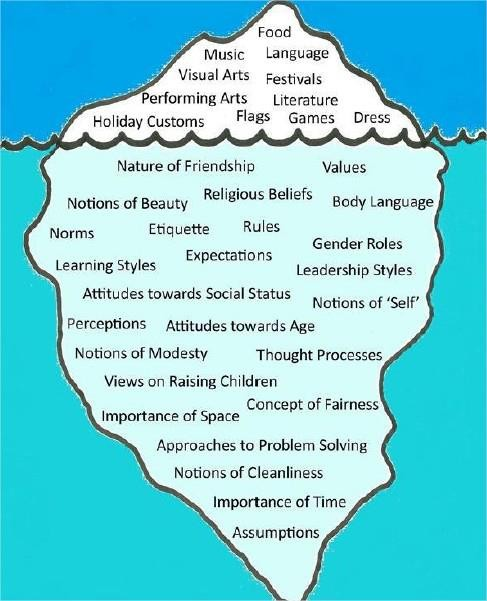 Food
Music Language
Visual Arts Festivals
Performing Arts Literature
Holiday Customs Flags Games Dress
Nature of Friendship Values
Notions of Beauty Religious Beliefs Body Language
Norms Etiquette Rules
Expectations Gender Roles
Learning Styles Leadership Styles
Attitudes towards Social Status Notions of ‘Self’
Perceptions Attitudes towards Age
Notions of Modesty Thought Processes
Views on Raising Children
Importance of Space Concept of Fairness
Approaches to Problem Solving
Notions of Cleanliness
Importance of Time
Assumptions